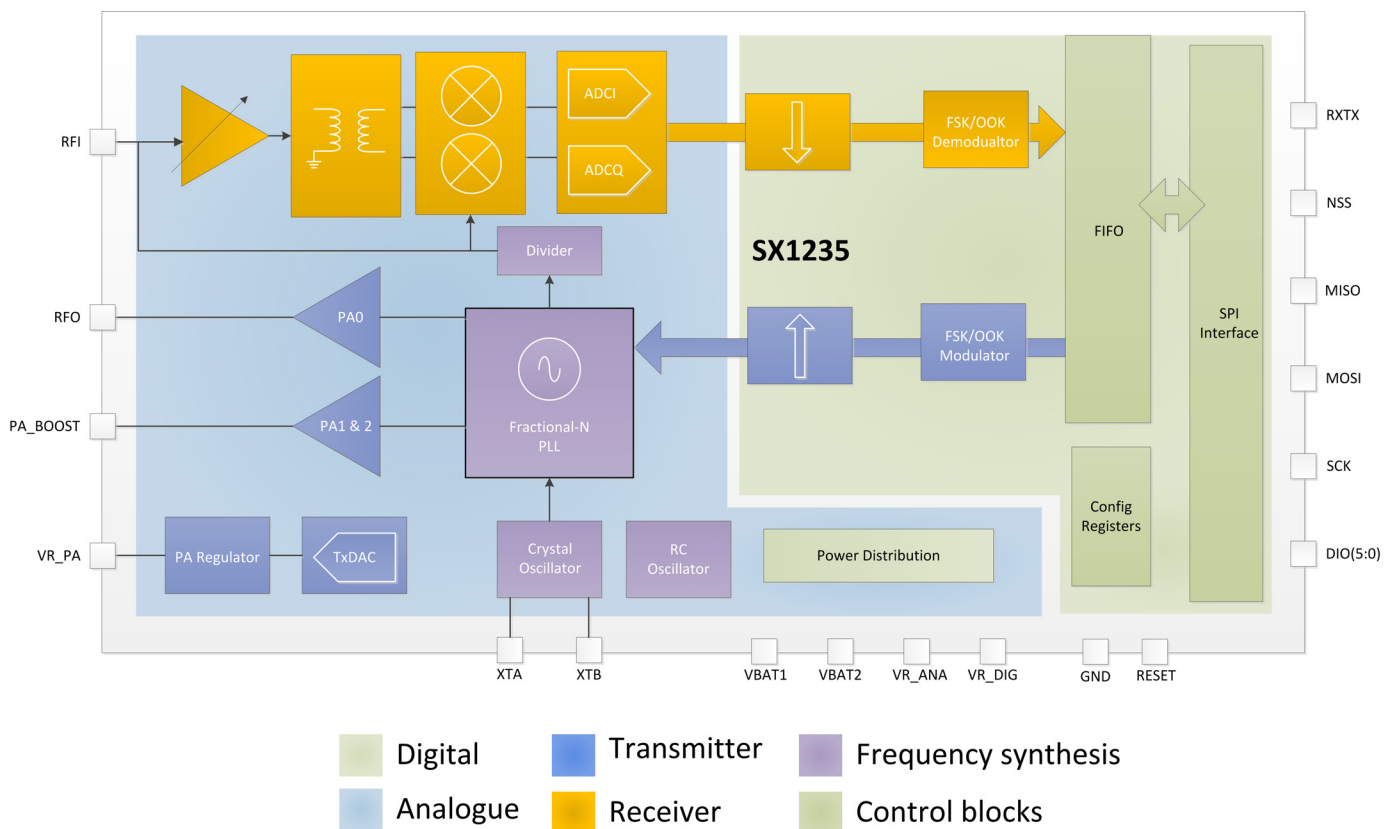 ADCI
ADCQ
FSK/OOK
Demodualtor
RFI
RXTX
NSS
FIFO
Divider
SX1235
MISO
RFO
PA0
SPI
Interface
FSK/OOK
Modulator
MOSI
PA_BOOST
PA1 & 2
Fractional-N
PLL
SCK
Config
Registers
VR_PA
PA Regulator
TxDAC
Crystal
Oscillator
RC
Oscillator
Power Distribution
DIO(5:0)
XTA
XTB
VBAT1
VBAT2
VR_ANA
VR_DIG
GND
RESET
Digital
Transmitter
Frequency synthesis
Analogue
Receiver
Control blocks